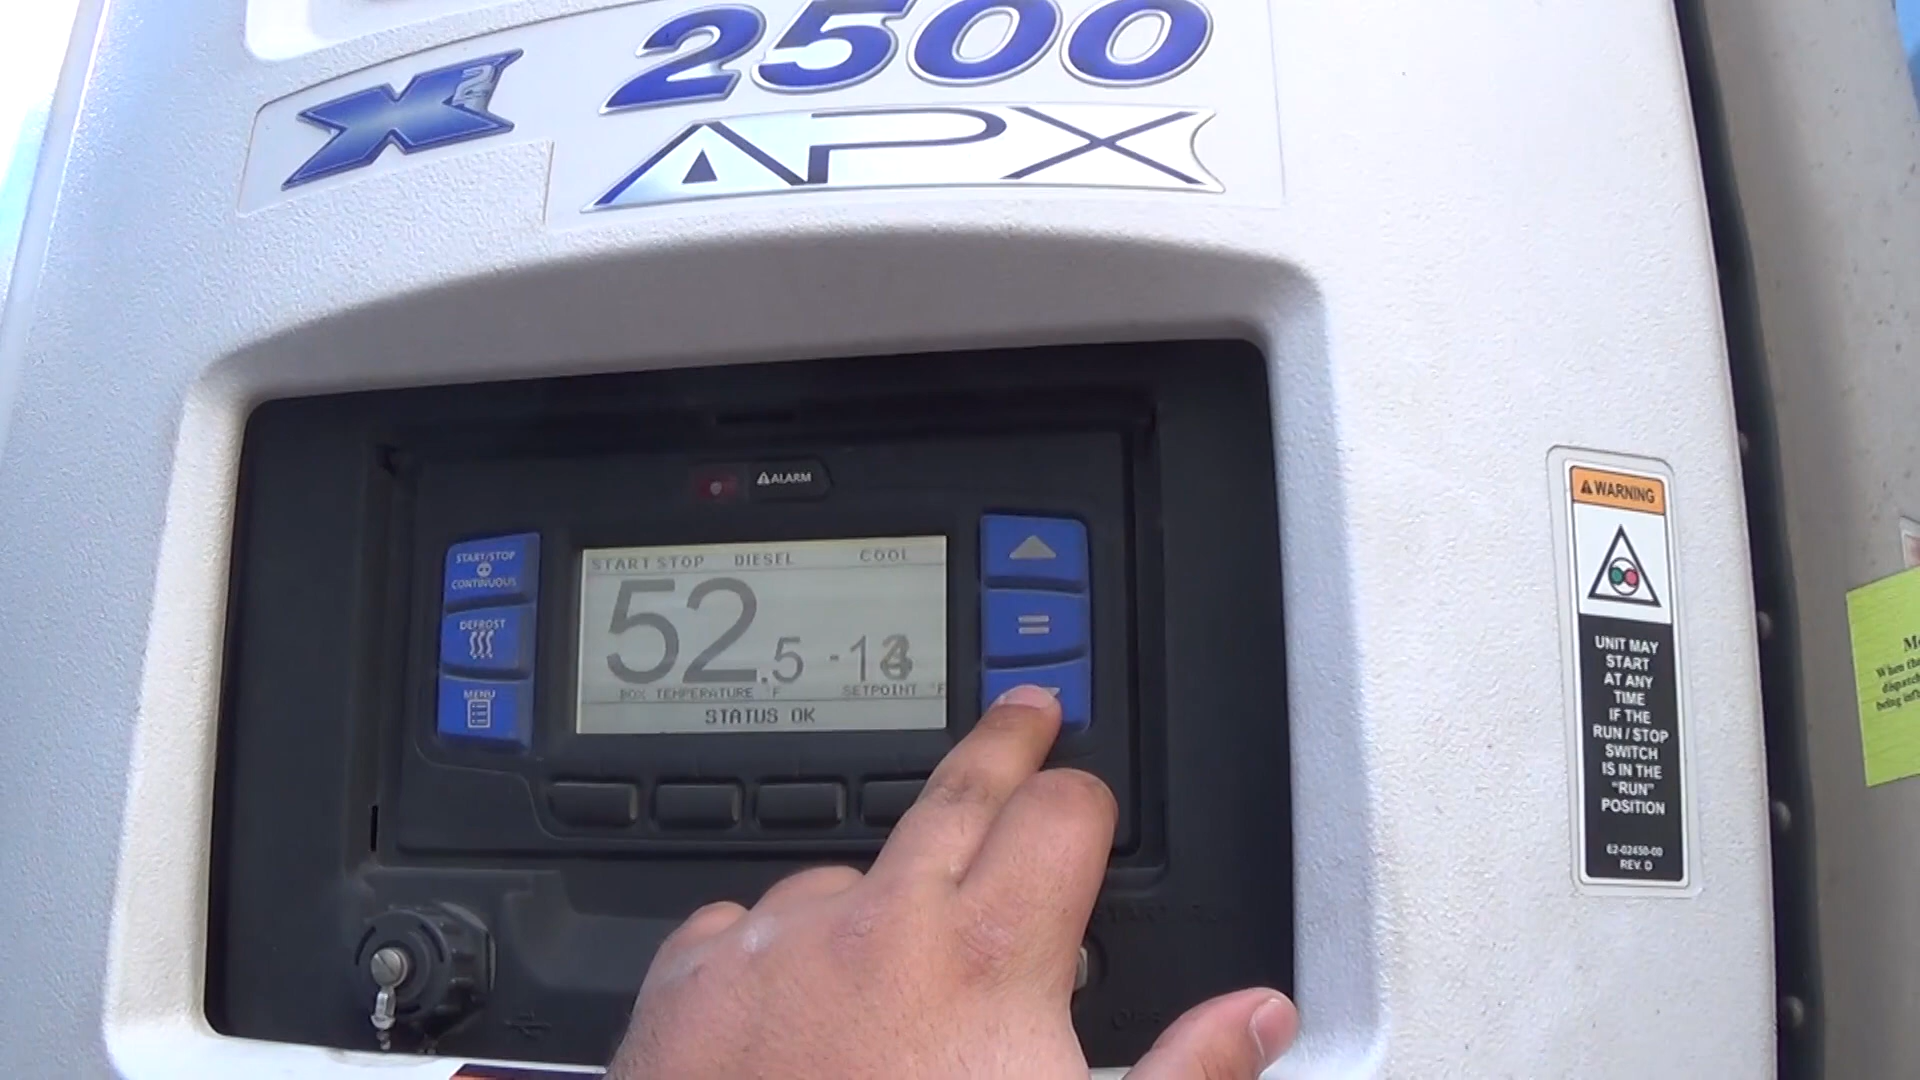 X2
2500
APX
ALARM
START/STOP
CONTINUOUS
DEFROST
MENU
START STOP DIESEL COOL
52.5
BOX TEMPERATURE °F SETPOINT °F
STATUS OK
WARNING
UNIT MAY
START
AT ANY
TIME
IF THE
RUN / STOP
SWITCH
IS IN THE
“RUN”
POSITION
62-02450-00
REV. D
When the